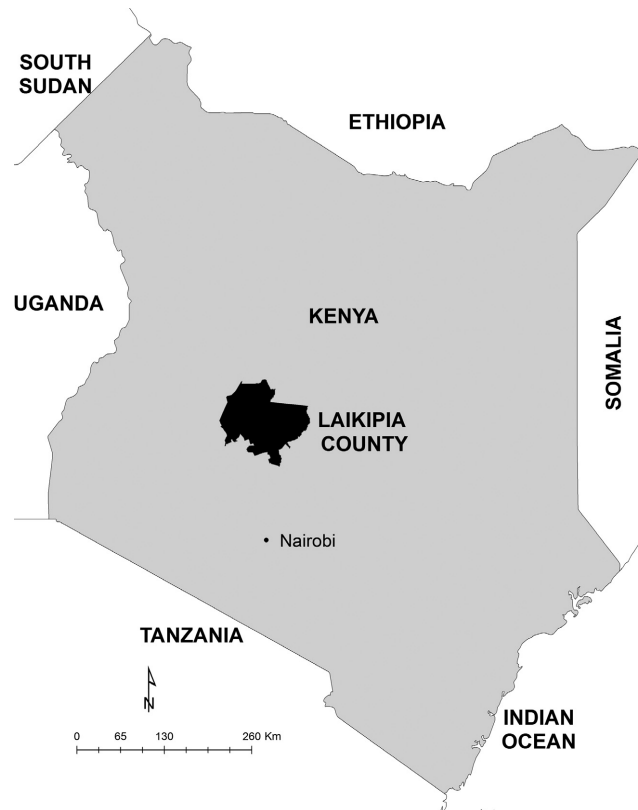 SOUTH
SUDAN
ETHIOPIA
UGANDA
KENYA
SOMALIA
LAIKIPIA
COUNTY
Nairobi
TANZANIA
N
0 65 130 260 Km
INDIAN
OCEAN